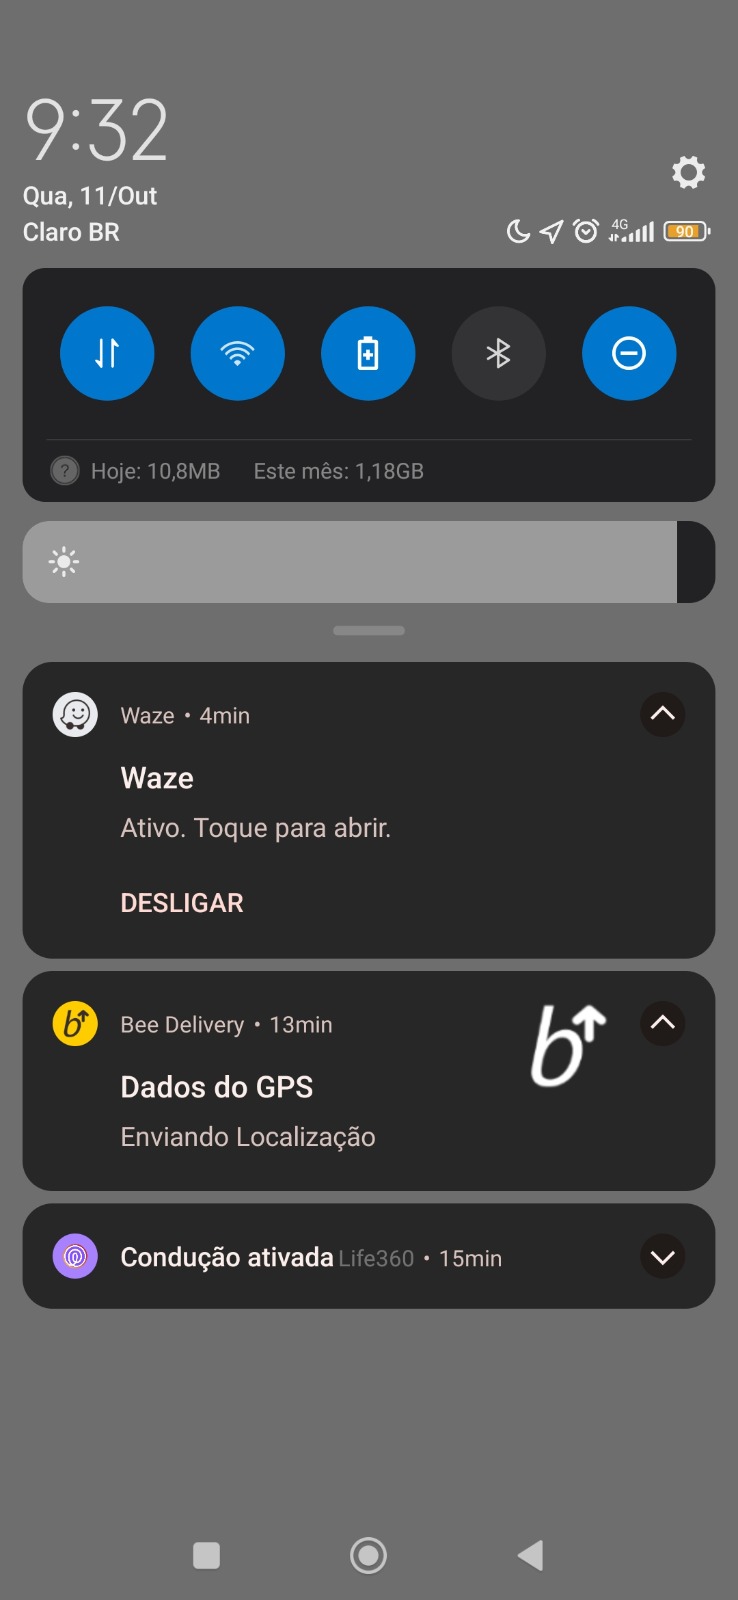 9:32
Qua, 11/Out
Claro BR
4G
90
Hoje: 10,8MB Este mês: 1,18GB
Waze • 4min
Waze
Ativo. Toque para abrir.
DESLIGAR
Bee Delivery • 13min
Dados do GPS
Enviando Localização
Condução ativada Life360 • 15min